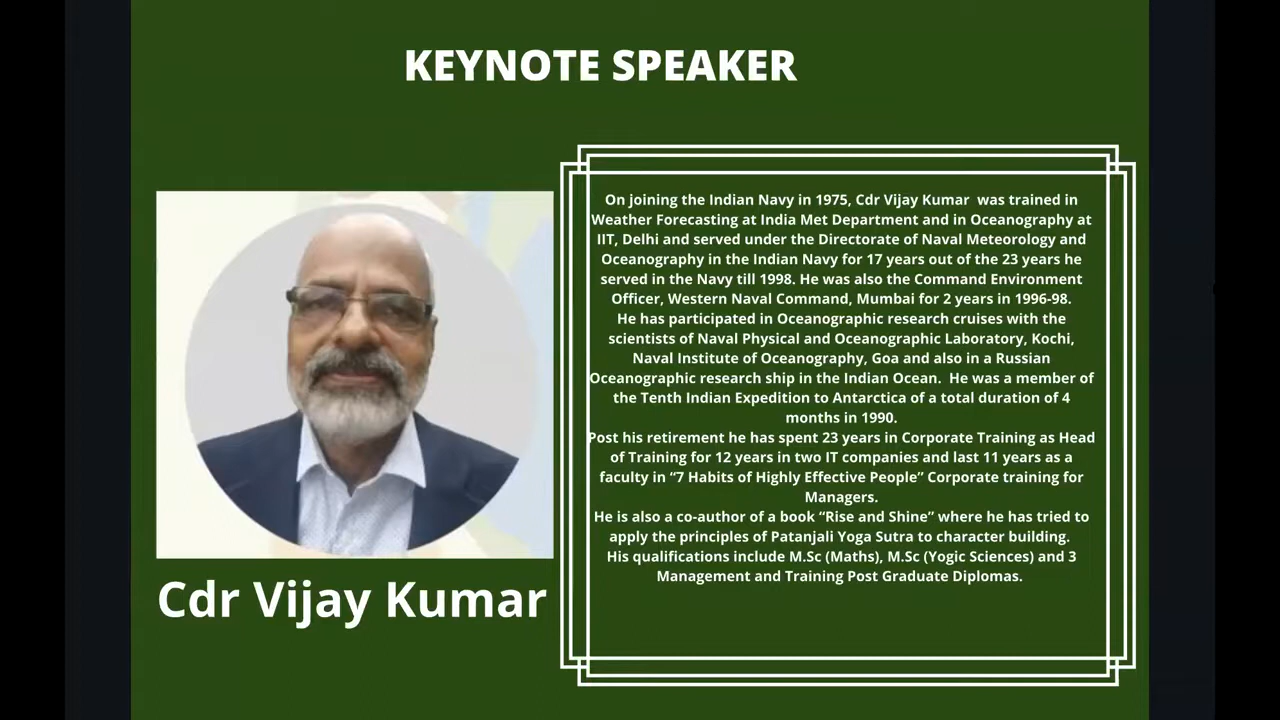 KEYNOTE SPEAKER
On joining the Indian Navy in 1975, Cdr Vijay Kumar was trained in
Weather Forecasting at India Met Department and in Oceanography at
IIT, Delhi and served under the Directorate of Naval Meteorology and
Oceanography in the Indian Navy for 17 years out of the 23 years he
served in the Navy till 1998. He was also the Command Environment
Officer, Western Naval Command, Mumbai for 2 years in 1996-98.
He has participated in Oceanographic research cruises with the
scientists of Naval Physical and Oceanographic Laboratory, Kochi,
Naval Institute of Oceanography, Goa and also in a Russian
Oceanographic research ship in the Indian Ocean. He was a member of
the Tenth Indian Expedition to Antarctica of a total duration of 4
months in 1990.
Post his retirement he has spent 23 years in Corporate Training as Head
of Training for 12 years in two IT companies and last 11 years as a
faculty in “7 Habits of Highly Effective People” Corporate training for
Managers.
He is also a co-author of a book “Rise and Shine” where he has tried to
apply the principles of Patanjali Yoga Sutra to character building.
His qualifications include M.Sc (Maths), M.Sc (Yogic Sciences) and 3
Management and Training Post Graduate Diplomas.
Cdr Vijay Kumar